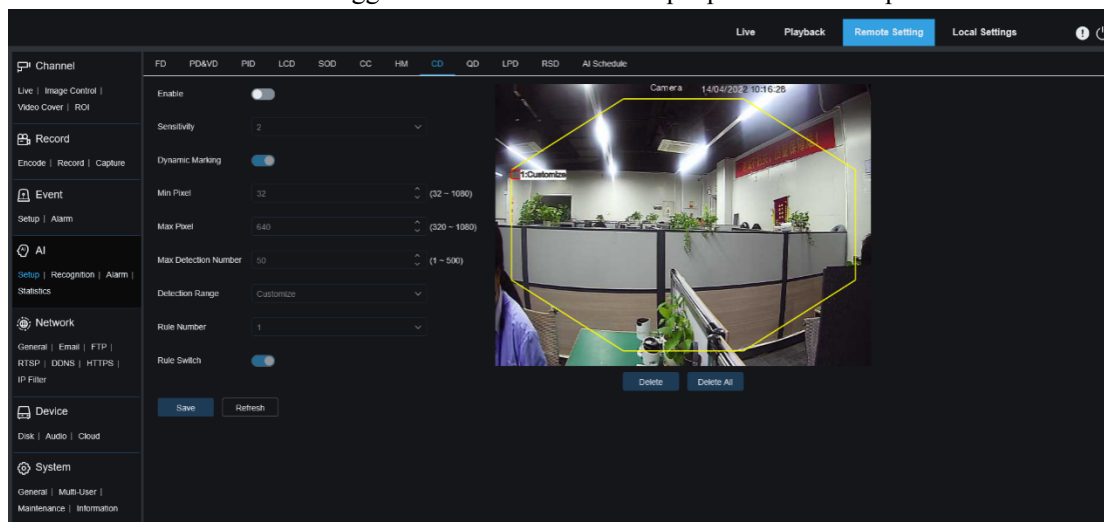 Live Playback Remote Setting Local Settings
Channel
Live | Image Control |
Video Cover | ROI
Record
Encode | Record | Capture
Event
Setup | Alarm
AI
Setup | Recognition | Alarm |
Statistics
Network
General | Email | FTP |
RTSP | DDNS | HTTPS |
IP Filter
Device
Disk | Audio | Cloud
System
General | Multi-User |
Maintenance | Information
FD PD&VD PID LCD SOD CC HM CD QD LPD RSD AI Schedule
Enable
Sensitivity 2
Dynamic Marking
Min Pixel 32 (32 ~ 1080)
Max Pixel 640 (320 ~ 1080)
Max Detection Number 50 (1 ~ 500)
Detection Range Customize
Rule Number 1
Rule Switch
Save Refresh
Camera 14/04/2022 10:16:28
1:Customize
Delete Delete All